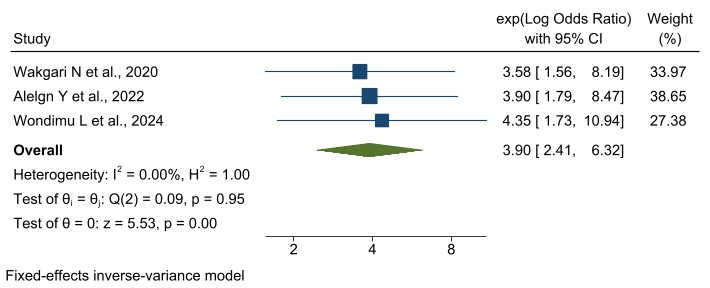 exp(Log Odds Ratio) Weight
Study with 95% CI (%)
Wakgari N et al., 2020 3.58 [ 1.56, 8.19] 33.97
Alelgn Y et al., 2022 3.90 [ 1.79, 8.47] 38.65
Wondimu L et al., 2024 4.35 [ 1.73, 10.94] 27.38
Overall 3.90 [ 2.41, 6.32]
Heterogeneity: I² = 0.00%, H² = 1.00
Test of θᵢ = θⱼ: Q(2) = 0.09, p = 0.95
Test of θ = 0: z = 5.53, p = 0.00
2 4 8
Fixed-effects inverse-variance model